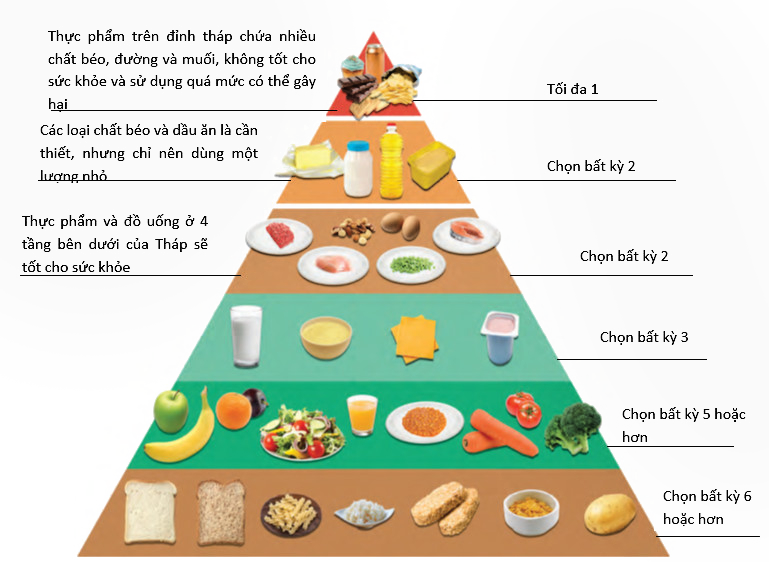 Thực phẩm trên đỉnh tháp chứa nhiều
chất béo, đường và muối, không tốt cho
sức khỏe và sử dụng quá mức có thể gây
hại
Tối đa 1
Các loại chất béo và dầu ăn là cần
thiết, nhưng chỉ nên dùng một
lượng nhỏ
Chọn bất kỳ 2
Thực phẩm và đồ uống ở 4
tầng bên dưới của Tháp sẽ
tốt cho sức khỏe
Chọn bất kỳ 2
Chọn bất kỳ 3
Chọn bất kỳ 5 hoặc
hơn
Chọn bất kỳ 6
hoặc hơn